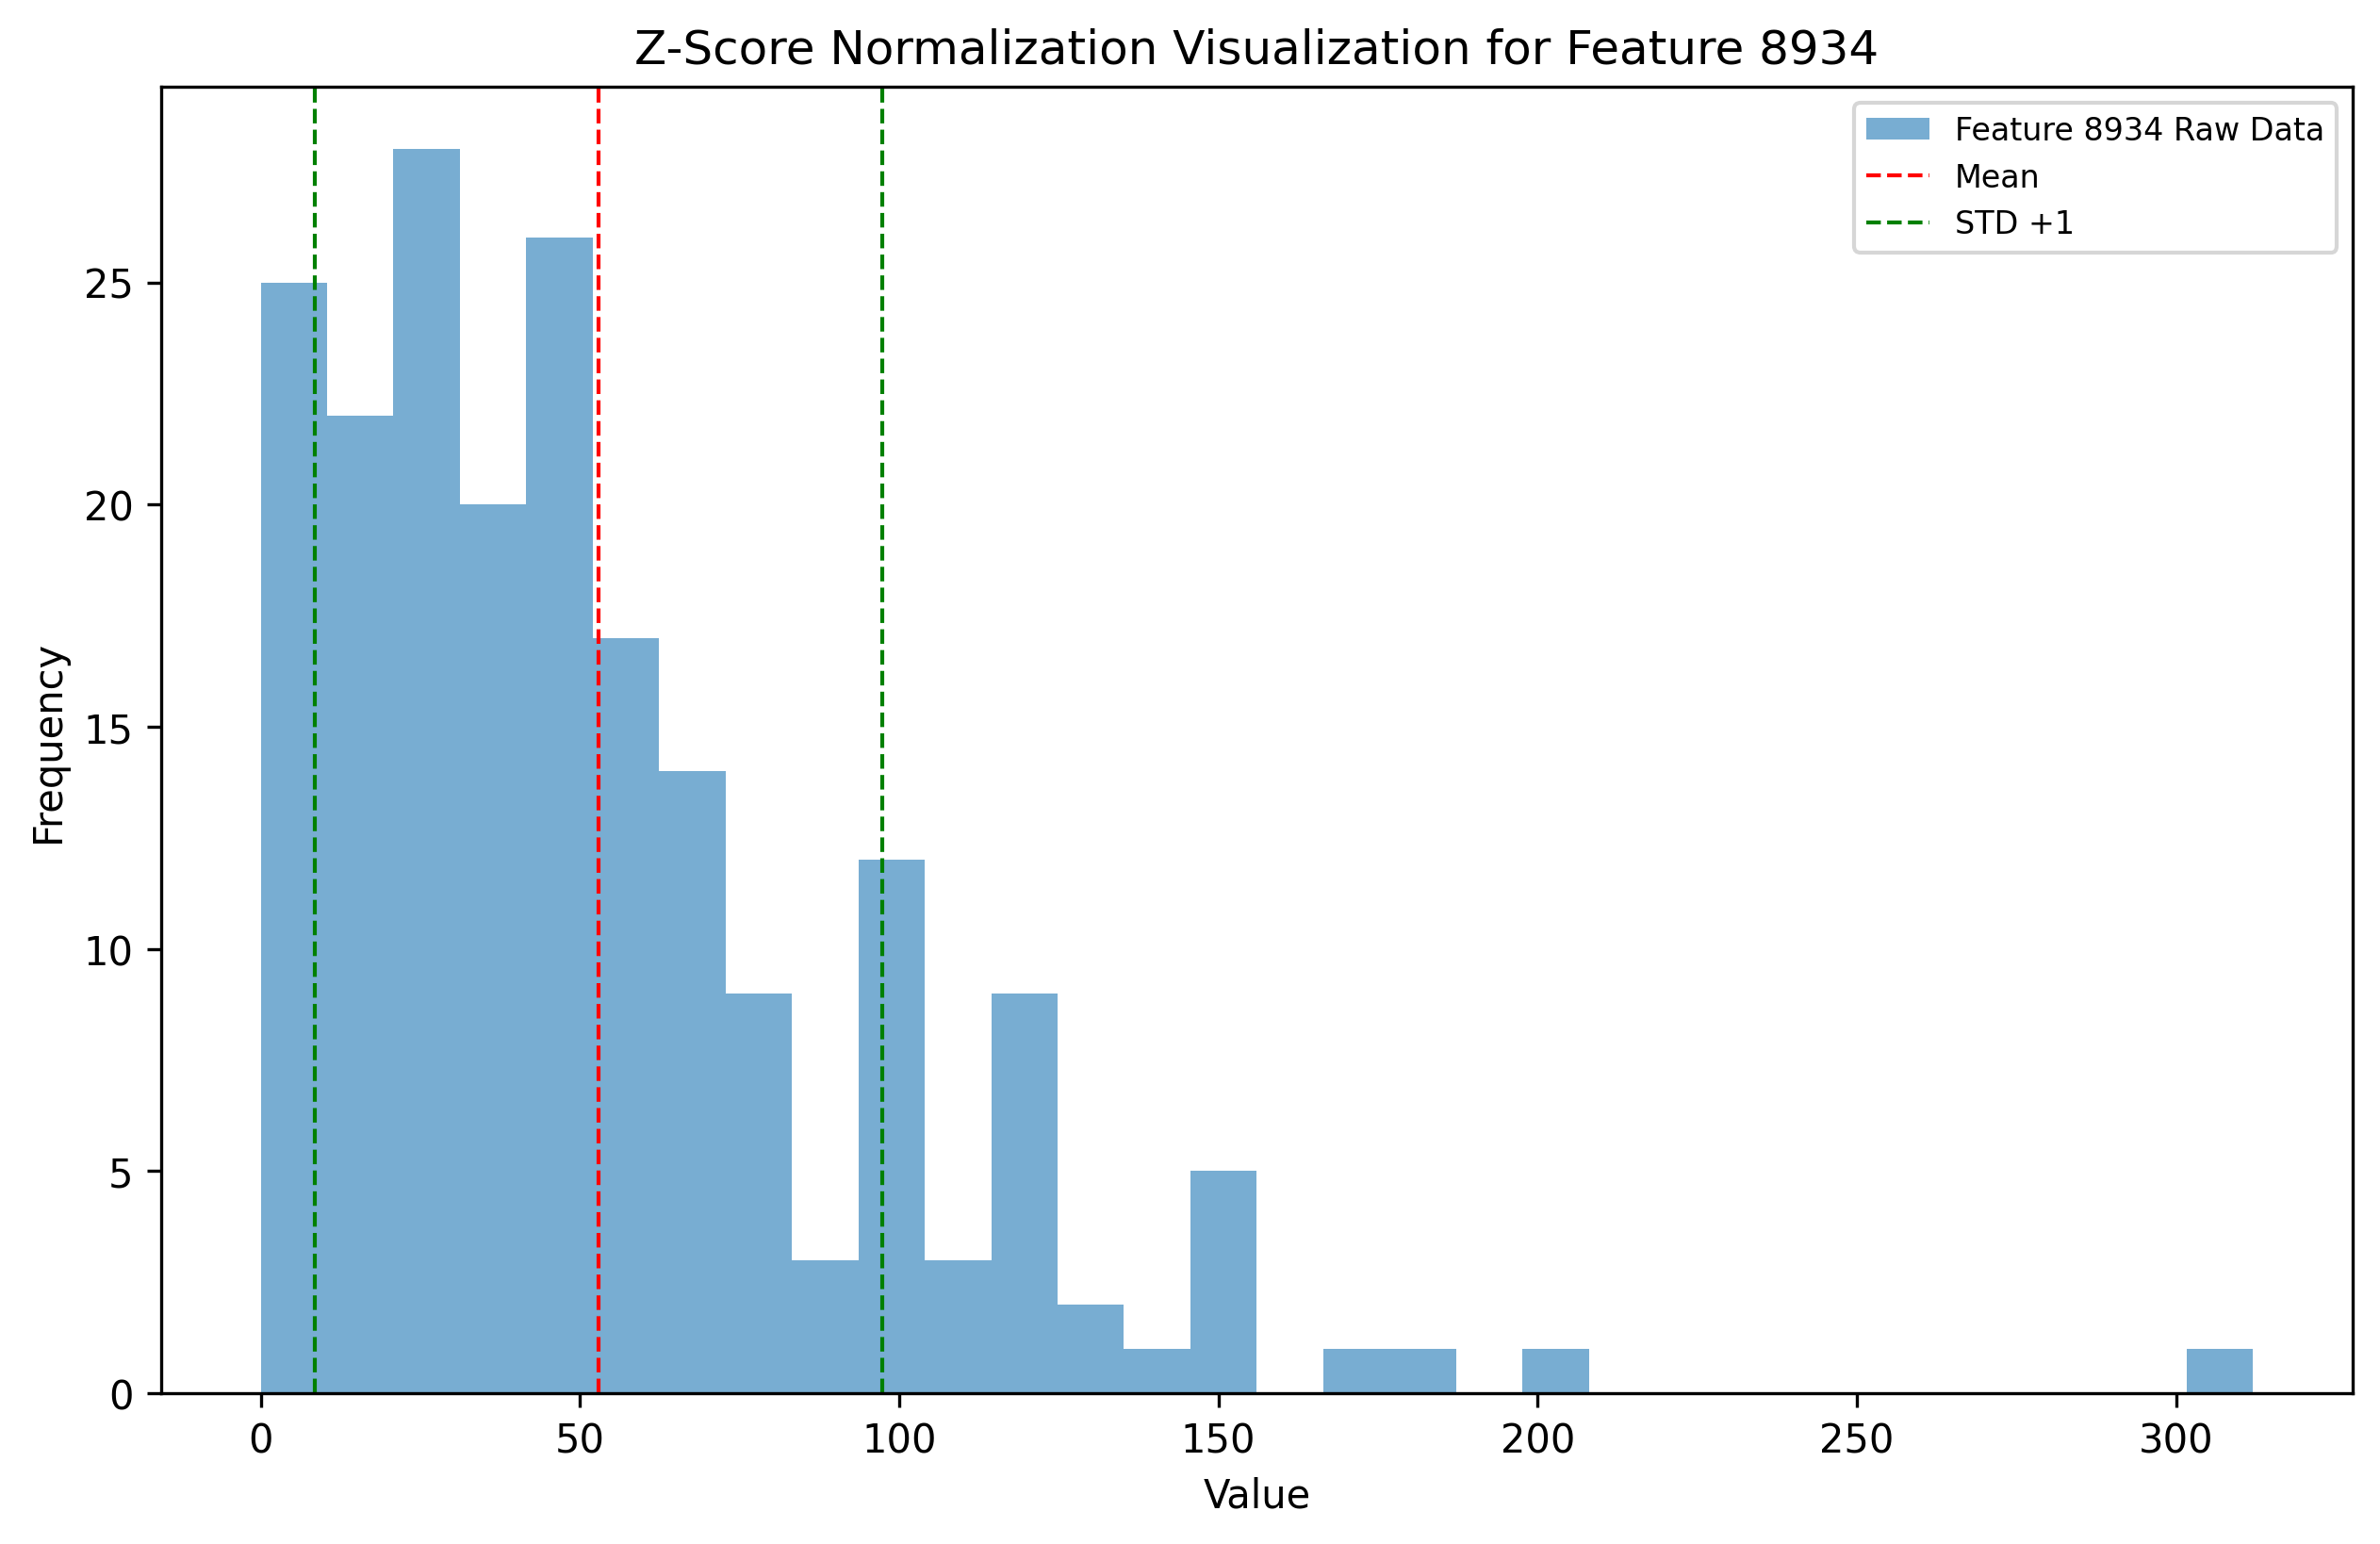 Z-Score Normalization Visualization for Feature 8934
Feature 8934 Raw Data
Mean
STD +1
Frequency
25
20
15
10
5
0
0 50 100 150 200 250 300
Value